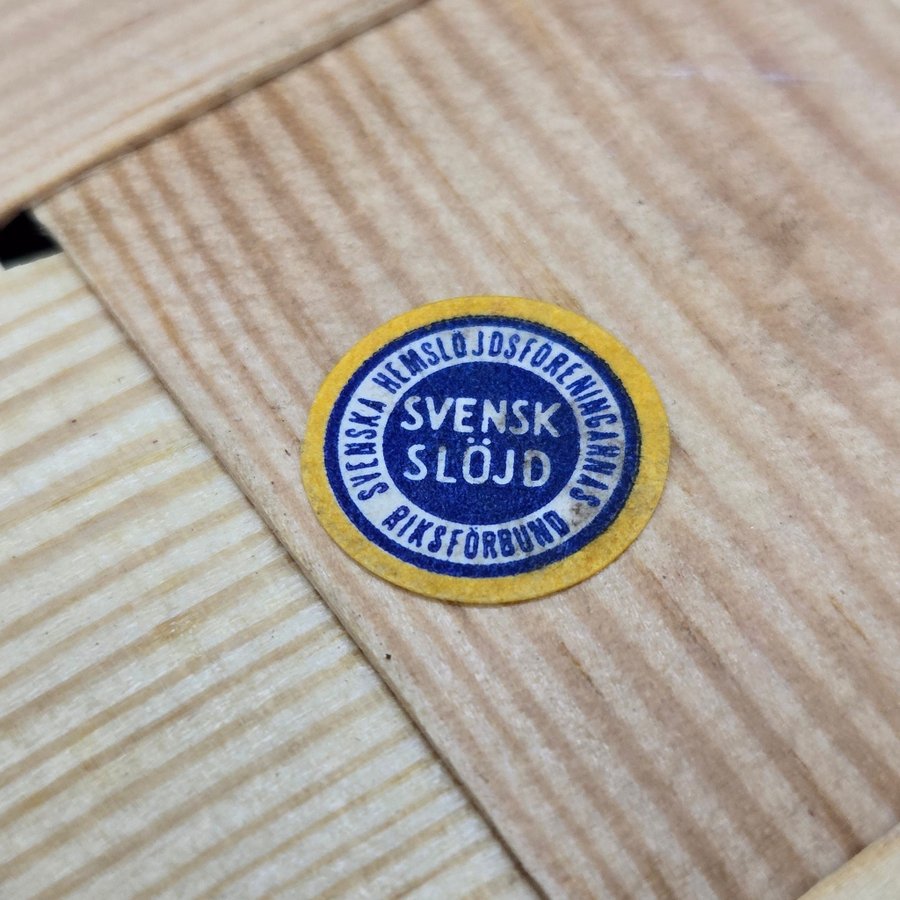 SVENSKA HEMSLÖJDSFÖRENINGARNAS
RIKSFÖRBUND
SVENSK
SLÖJD